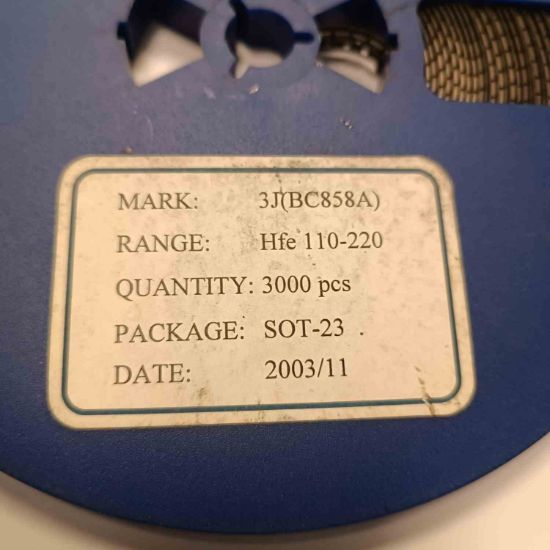 MARK: 3J(BC858A)
RANGE: Hfe 110-220
QUANTITY: 3000 pcs
PACKAGE: SOT-23 .
DATE: 2003/11